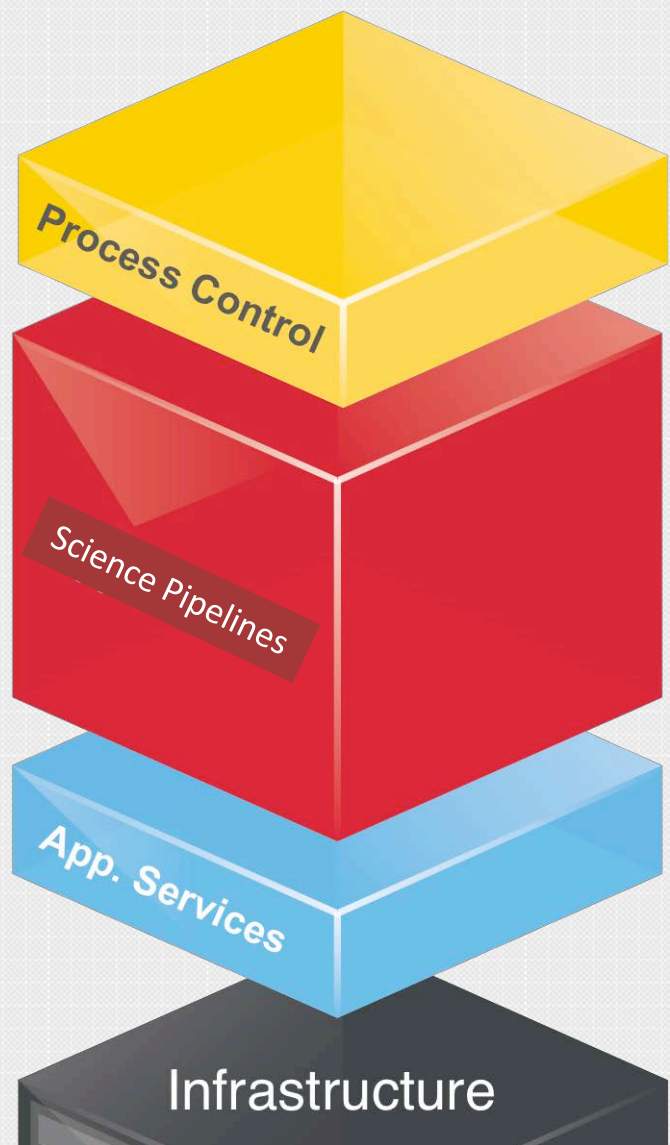 Process Control
Science Pipelines
App. Services
Infrastructure